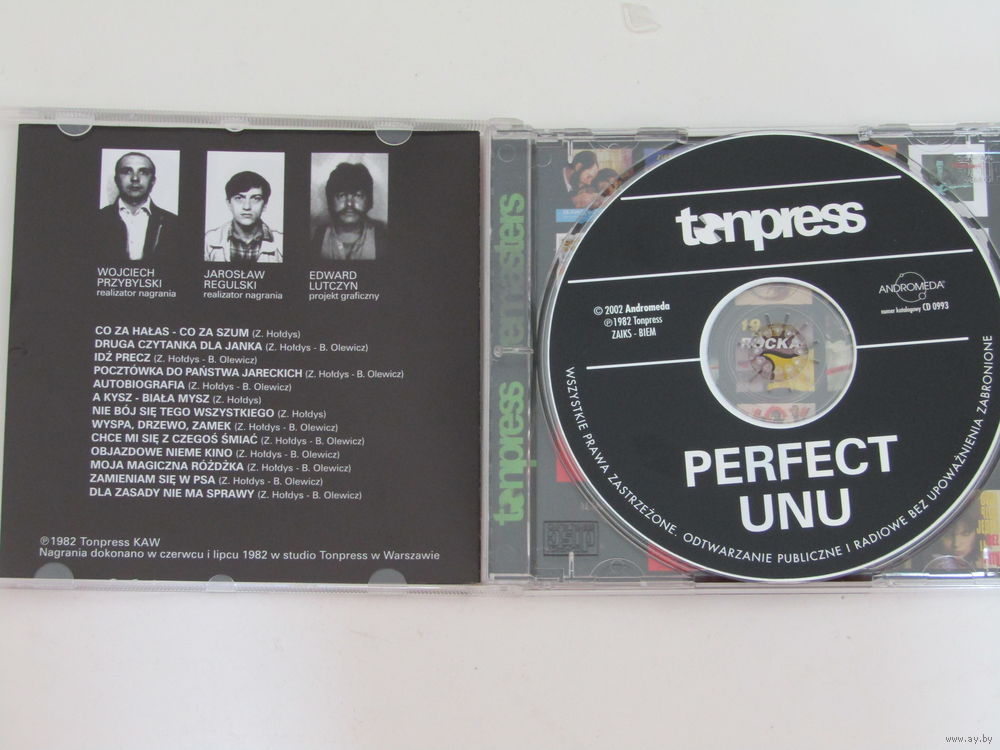 WOJCIECH
PRZYBYLSKI
realizator nagrania
JAROSŁAW
REGULSKI
realizator nagrania
EDWARD
LUTCZYN
projekt graficzny
CO ZA HAŁAS - CO ZA SZUM (Z. Hołdys)
DRUGA CZYTANKA DLA JANKA (Z. Hołdys)
IDŹ PRECZ (Z. Hołdys - B. Olewicz)
POCZTÓWKA DO PAŃSTWA JARECKICH (Z. Hołdys - B. Olewicz)
AUTOBIOGRAFIA (Z. Hołdys - B. Olewicz)
A KYSZ - BIAŁA MYSZ (Z. Hołdys)
NIE BÓJ SIĘ TEGO WSZYSTKIEGO (Z. Hołdys)
WYSPA, DRZEWO, ZAMEK (Z. Hołdys - B. Olewicz)
CHCE MI SIĘ Z CZEGOŚ ŚMIAĆ (Z. Hołdys - B. Olewicz)
OBJAZDOWE NIEME KINO (Z. Hołdys - B. Olewicz)
MOJA MAGICZNA RÓŻDŻKA (Z. Hołdys - B. Olewicz)
ZAMIENIAM SIĘ W PSA (Z. Hołdys - B. Olewicz)
DLA ZASADY NIE MA SPRAWY (Z. Hołdys - B. Olewicz)
℗1982 Tonpress KAW
Nagrania dokonano w czerwcu i lipcu 1982 w studio Tonpress w Warszawie
tonpress remasters
tonpress
© 2002 Andromeda
℗1982 Tonpress
ZAIKS - BIEM
ANDROMEDA
numer katalogowy CD 0993
ROCKA
PERFECT
UNU
WSZYSTKIE PRAWA ZASTRZEŻONE. ODTWARZANIE PUBLICZNE I RADIOWE BEZ UPOWAŻNIENIA ZABRONIONE
www.ay.by